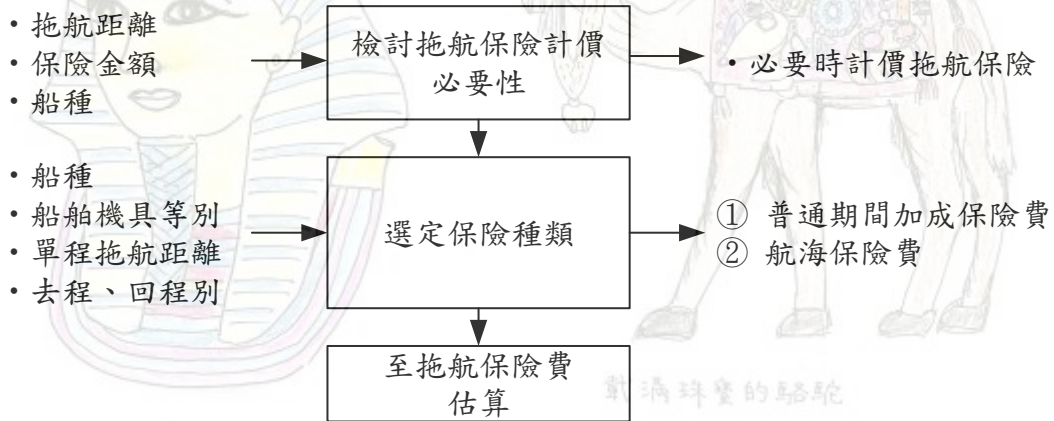 ・拖航距離
・保險金額
・船種
檢討拖航保險計價
必要性
・必要時計價拖航保險
・船種
・船舶機具等別
・單程拖航距離
・去程、回程別
選定保險種類
① 普通期間加成保險費
② 航海保險費
至拖航保險費
估算
戴滿珠寶的駱駝